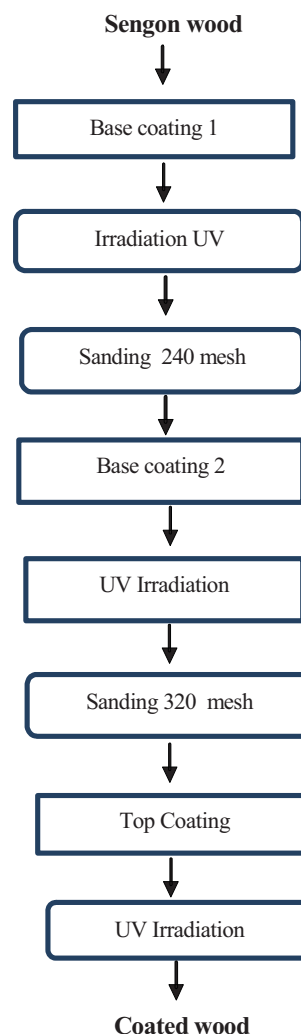 Sengon wood
Base coating 1
Irradiation UV
Sanding 240 mesh
Base coating 2
UV Irradiation
Sanding 320 mesh
Top Coating
UV Irradiation
Coated wood